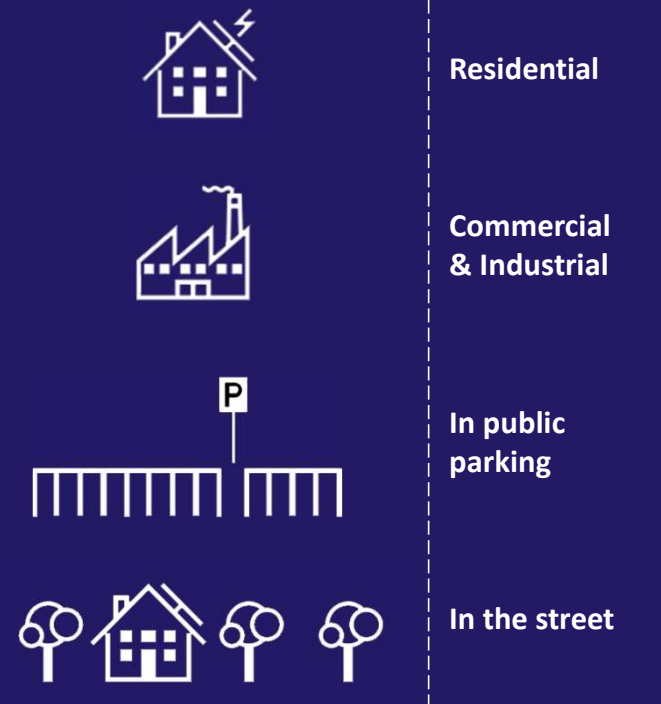 Residential
Commercial
& Industrial
P
In public
parking
In the street